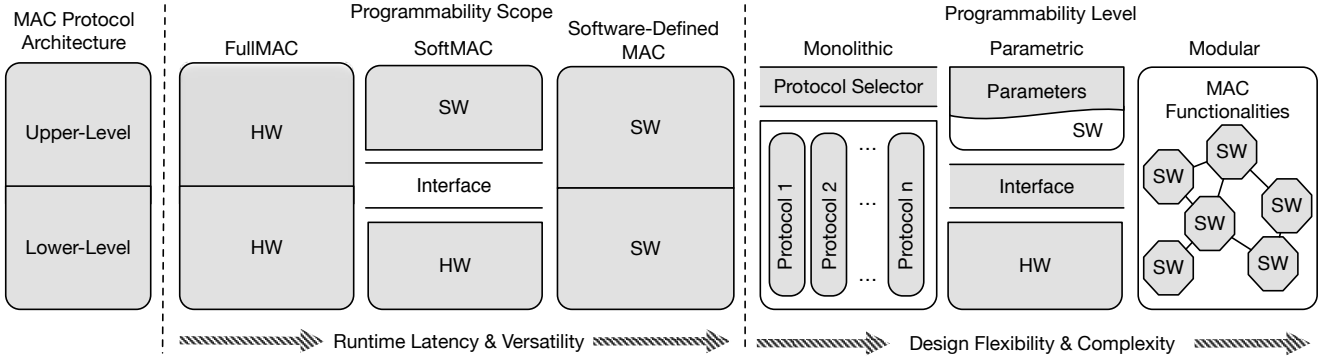 MAC Protocol
Architecture
Upper-Level
Lower-Level
Programmability Scope
FullMAC
HW
HW
SoftMAC
SW
Interface
HW
Software-Defined
MAC
SW
SW
Runtime Latency & Versatility
Programmability Level
Monolithic
Protocol Selector
Protocol 1
Protocol 2
...
...
...
Protocol n
Parametric
Parameters
SW
Interface
HW
Modular
MAC
Functionalities
SW
SW
SW
SW
SW
SW
Design Flexibility & Complexity